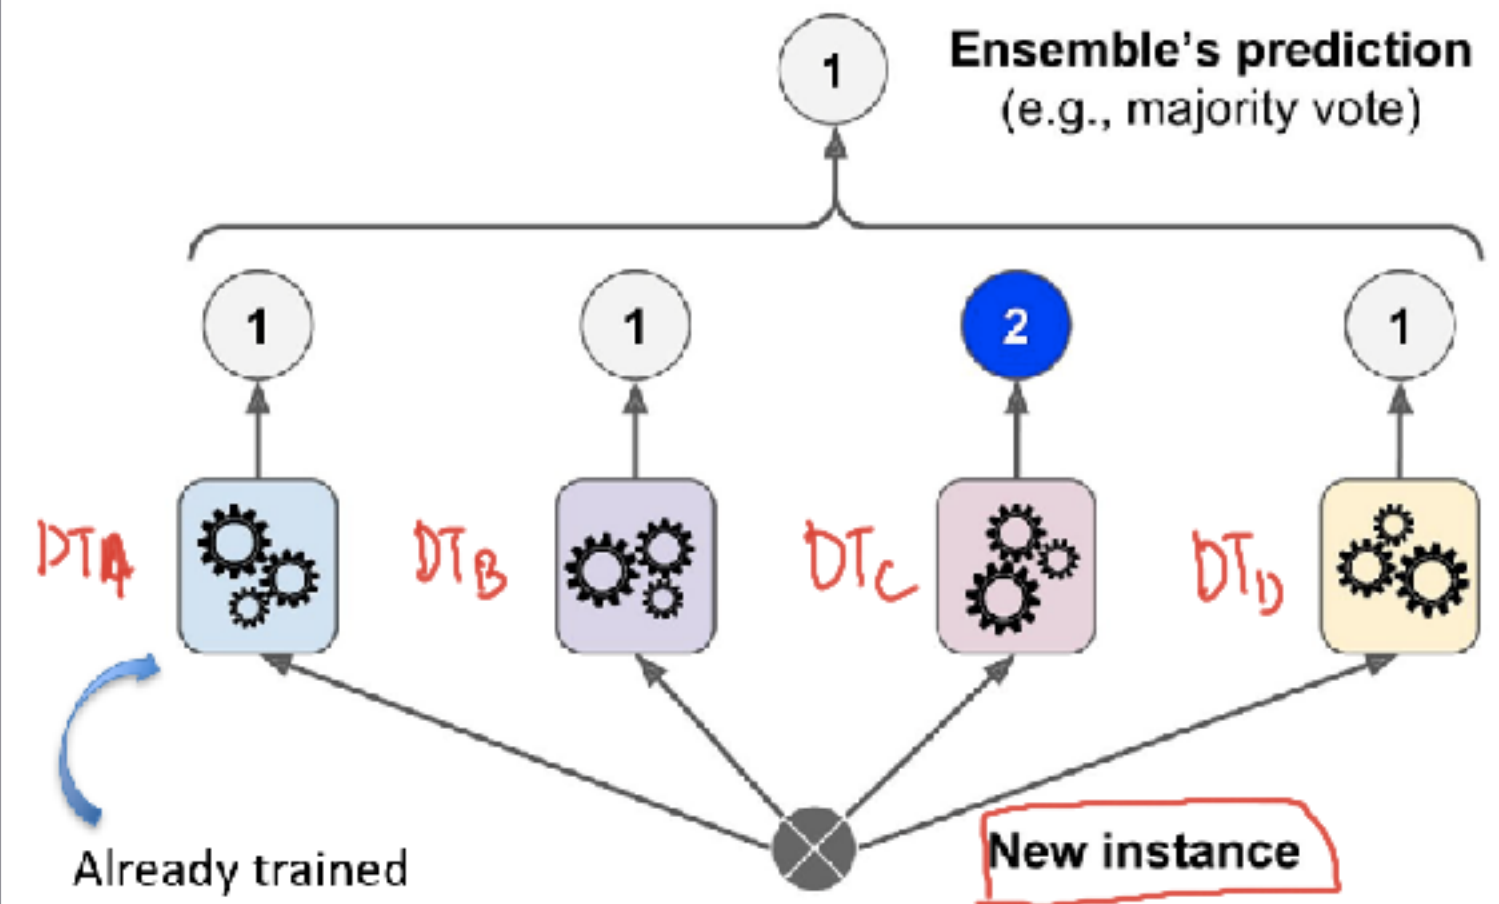 1
Ensemble's prediction
(e.g., majority vote)
1
1
2
1
DTA
DTB
DTC
DTD
Already trained
New instance